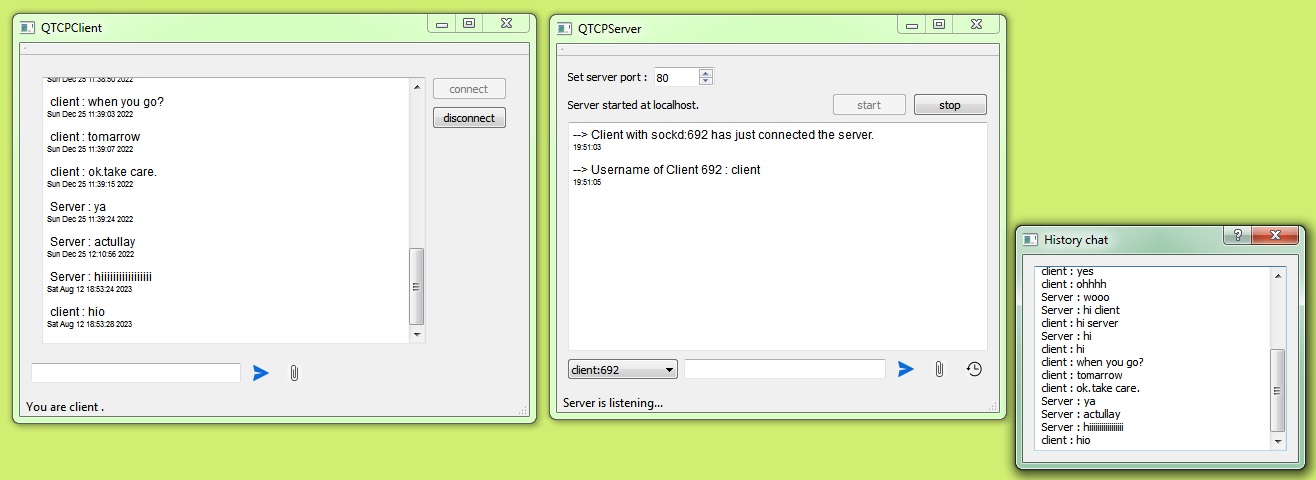 QTCPClient
Sun Dec 25 11:38:50 2022
client : when you go?
Sun Dec 25 11:39:03 2022
client : tomarrow
Sun Dec 25 11:39:07 2022
client : ok.take care.
Sun Dec 25 11:39:15 2022
Server : ya
Sun Dec 25 11:39:24 2022
Server : actullay
Sun Dec 25 12:10:56 2022
Server : hiiiiiiiiiiiiiiiii
Sat Aug 12 18:53:24 2023
client : hio
Sat Aug 12 18:53:28 2023
connect
disconnect
You are client .
QTCPServer
Set server port : 80
Server started at localhost.
start
stop
--> Client with sockd:692 has just connected the server.
19:51:03
--> Username of Client 692 : client
19:51:05
client:692
Server is listening...
History chat
client : yes
client : ohhhh
Server : wooo
Server : hi client
client : hi server
Server : hi
client : hi
client : when you go?
client : tomarrow
client : ok.take care.
Server : ya
Server : actullay
Server : hiiiiiiiiiiiiiiiii
client : hio